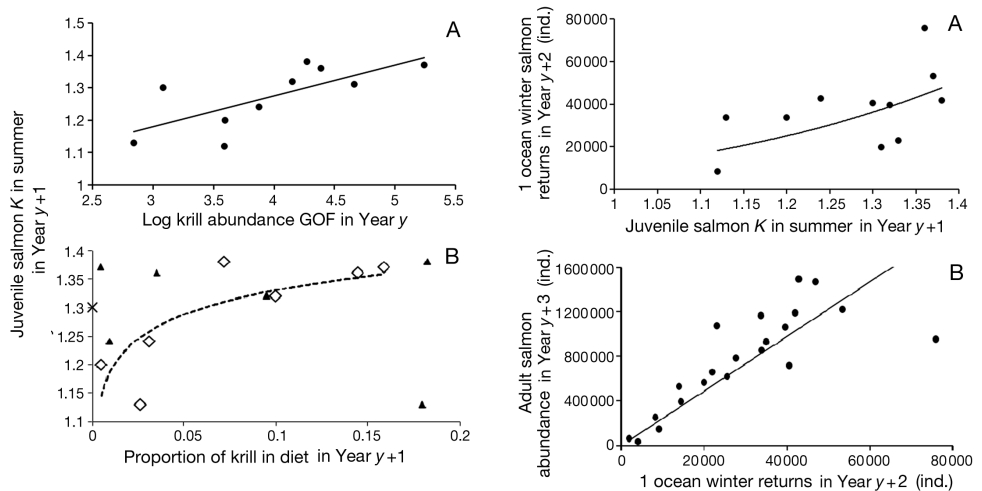 A
1.5
1.4
1.3
1.2
1.1
1
2.5 3 3.5 4 4.5 5 5.5
Log krill abundance GOF in Year y
Juvenile salmon K in summer
in Year y+1
B
1.4
1.35
1.3
1.25
1.2
1.15
1.1
0 0.05 0.1 0.15 0.2
Proportion of krill in diet in Year y+1
A
1 ocean winter salmon
returns in Year y+2 (ind.)
80000
60000
40000
20000
0
1 1.05 1.1 1.15 1.2 1.25 1.3 1.35 1.4
Juvenile salmon K in summer in Year y+1
B
Adult salmon
abundance in Year y+3 (ind.)
1600000
1200000
800000
400000
0
0 20000 40000 60000 80000
1 ocean winter returns in Year y+2 (ind.)